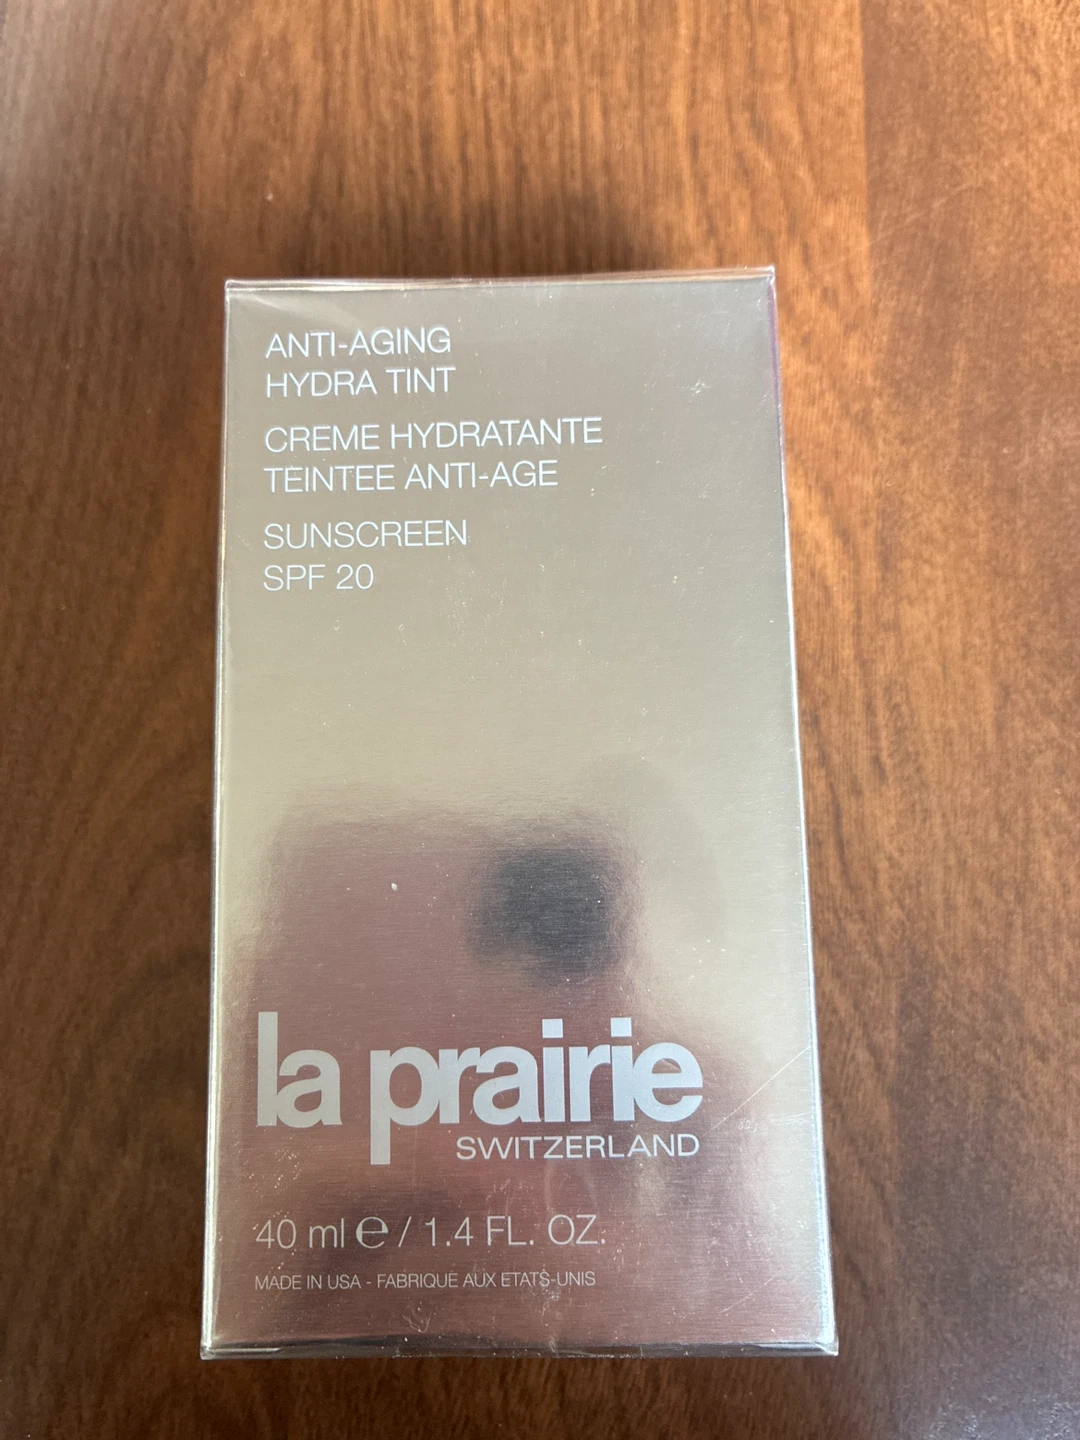 ANTI-AGING
HYDRA TINT
CREME HYDRATANTE
TEINTEE ANTI-AGE
SUNSCREEN
SPF 20
la prairie
SWITZERLAND
40 ml ℮ / 1.4 FL. OZ.
MADE IN USA - FABRIQUE AUX ETATS-UNIS